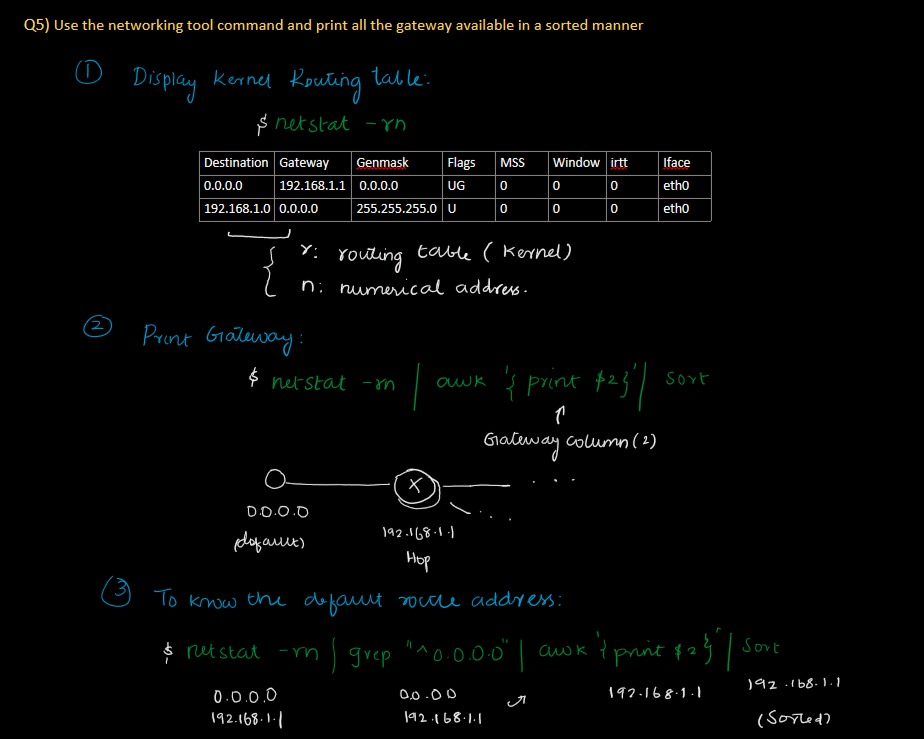 Q5) Use the networking tool command and print all the gateway available in a sorted manner
① Display Kernel Routing table:
$ netstat -rn
Destination Gateway Genmask Flags MSS Window irtt Iface
0.0.0.0 192.168.1.1 0.0.0.0 UG 0 0 0 eth0
192.168.1.0 0.0.0.0 255.255.255.0 U 0 0 0 eth0
r: routing table (Kernel)
n: numerical address.
② Print Gateway:
$ netstat -rn | awk '{ print $2}' | sort
Gateway column (2)
0.0.0.0
(default)
X
192.168.1.1
Hop
③ To know the default route address:
$ netstat -rn | grep "^0.0.0.0" | awk '{print $2}' | sort
0.0.0.0 0.0.0.0 192.168.1.1 192.168.1.1
192.168.1.1 192.168.1.1 (Sorted)